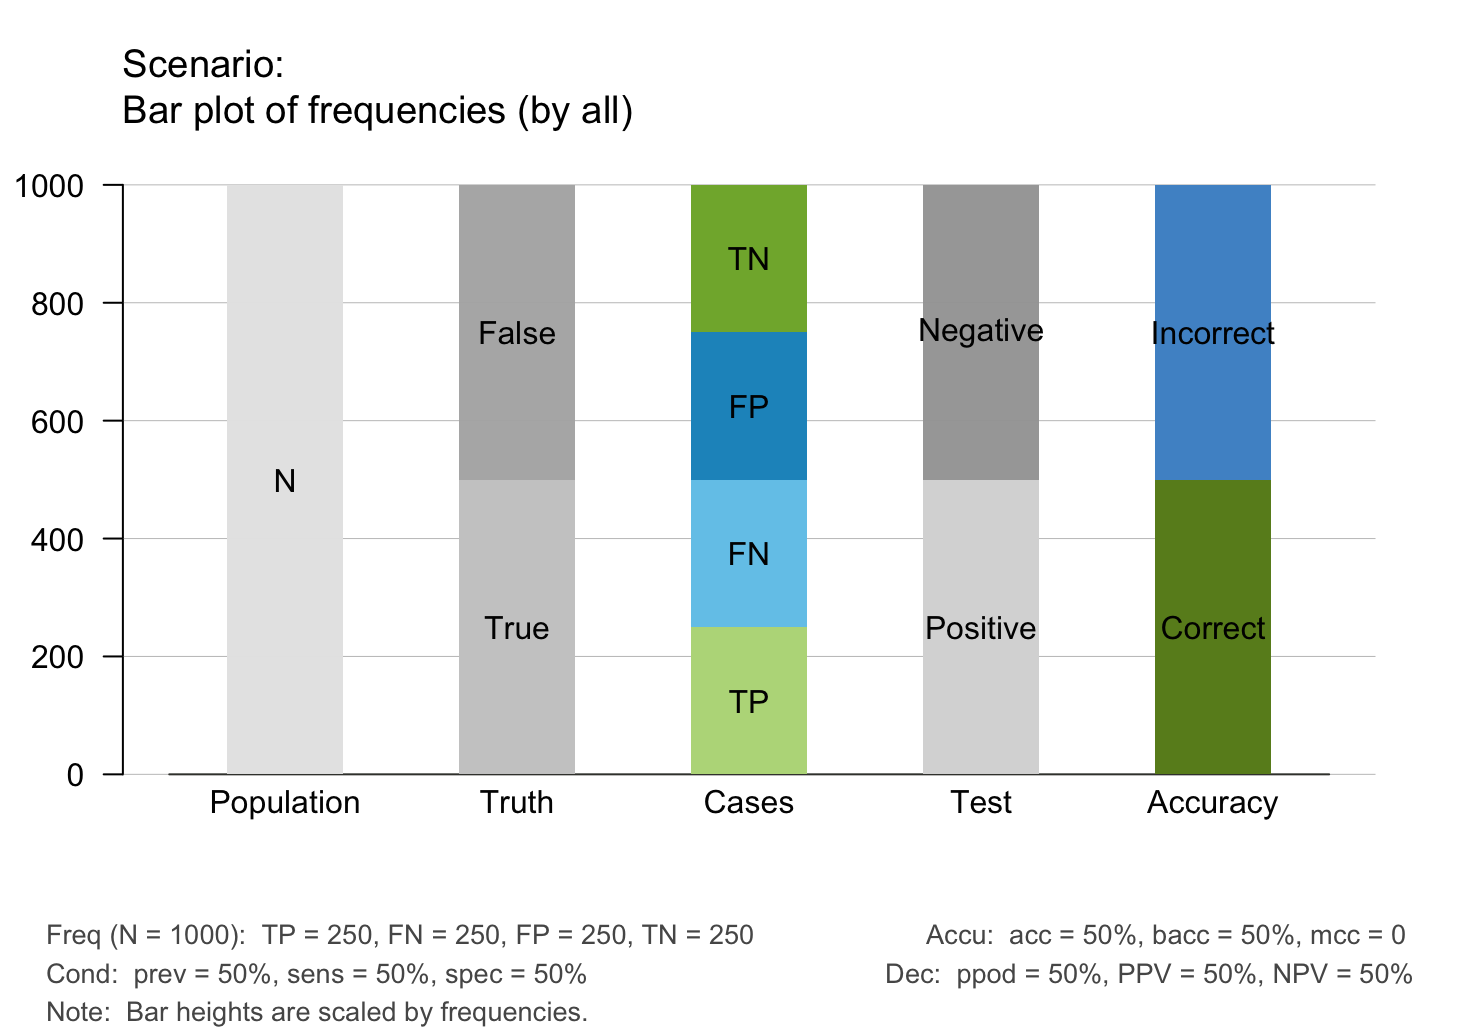 Scenario:
Bar plot of frequencies (by all)
1000
800
600
400
200
0
N
False
True
TN
FP
FN
TP
Negative
Positive
Incorrect
Correct
Population
Truth
Cases
Test
Accuracy
Freq (N = 1000):  TP = 250, FN = 250, FP = 250, TN = 250
Accu:  acc = 50%, bacc = 50%, mcc = 0
Cond:  prev = 50%, sens = 50%, spec = 50%
Dec:  ppod = 50%, PPV = 50%, NPV = 50%
Note:  Bar heights are scaled by frequencies.